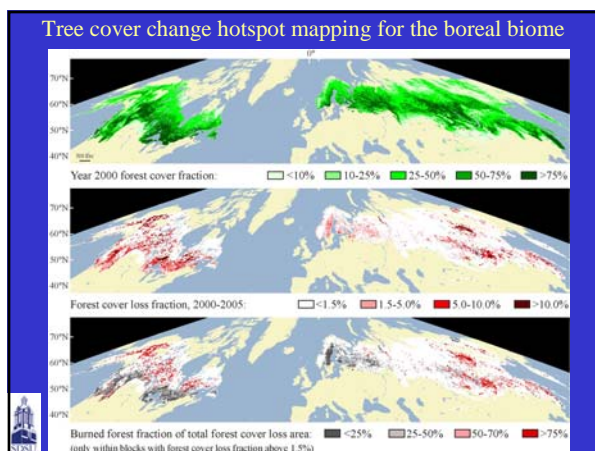 Tree cover change hotspot mapping for the boreal biome
0°
70°N
60°N
50°N
40°N
Year 2000 forest cover fraction: <10% 10-25% 25-50% 50-75% >75%
70°N
60°N
50°N
40°N
Forest cover loss fraction, 2000-2005: <1.5% 1.5-5.0% 5.0-10.0% >10.0%
70°N
60°N
50°N
40°N
Burned forest fraction of total forest cover loss area: <25% 25-50% 50-70% >75%
(only within blocks with forest cover loss fraction above 1.5%)
SDSU